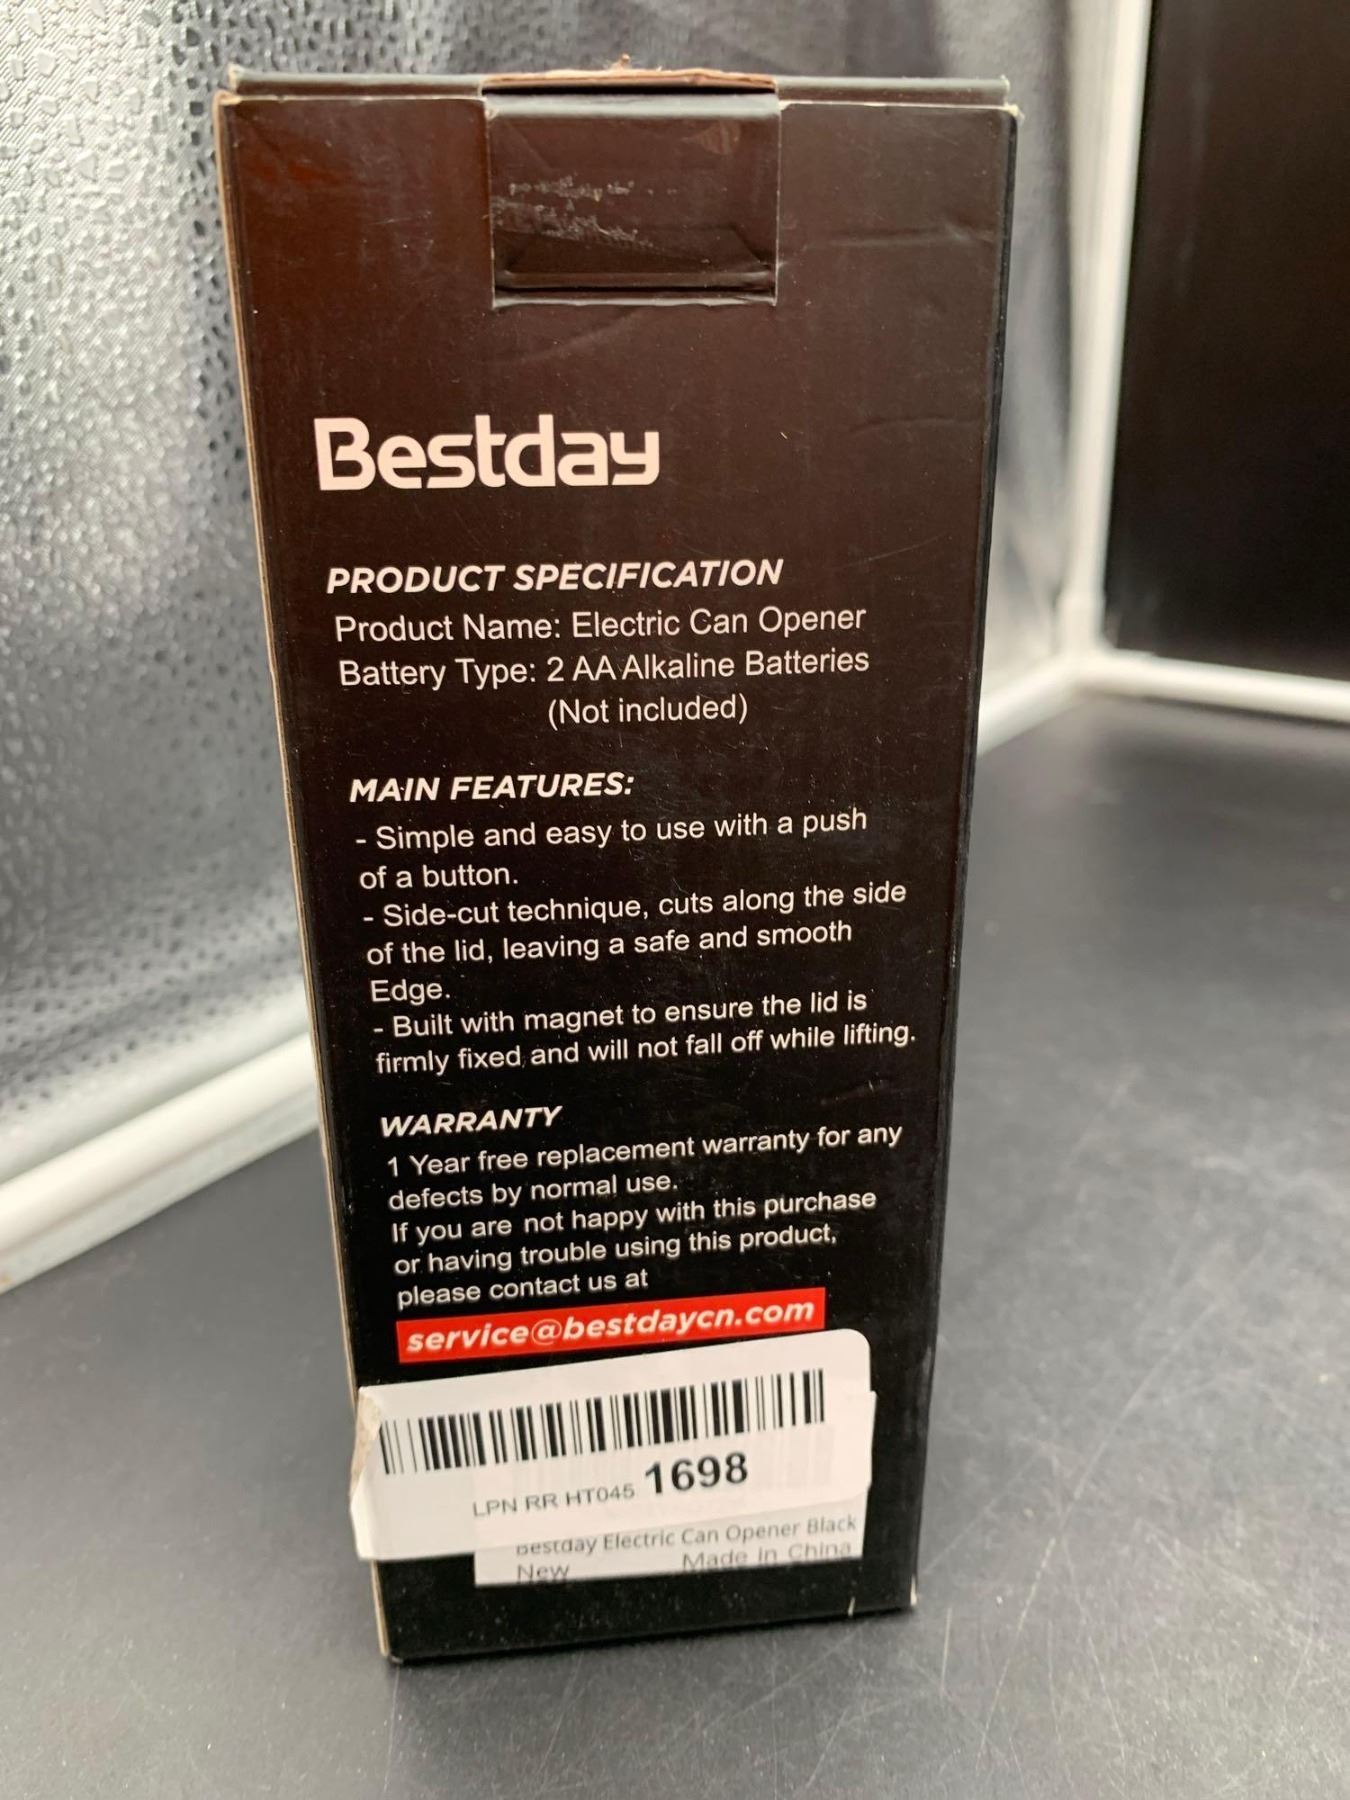 Bestday
PRODUCT SPECIFICATION
Product Name: Electric Can Opener
Battery Type: 2 AA Alkaline Batteries
(Not included)
MAIN FEATURES:
- Simple and easy to use with a push
of a button.
- Side-cut technique, cuts along the side
of the lid, leaving a safe and smooth
Edge.
- Built with magnet to ensure the lid is
firmly fixed and will not fall off while lifting.
WARRANTY
1 Year free replacement warranty for any
defects by normal use.
If you are not happy with this purchase
or having trouble using this product,
please contact us at
service@bestdaycn.com
LPN RR HT045 1698
Bestday Electric Can Opener Black
New Made in China